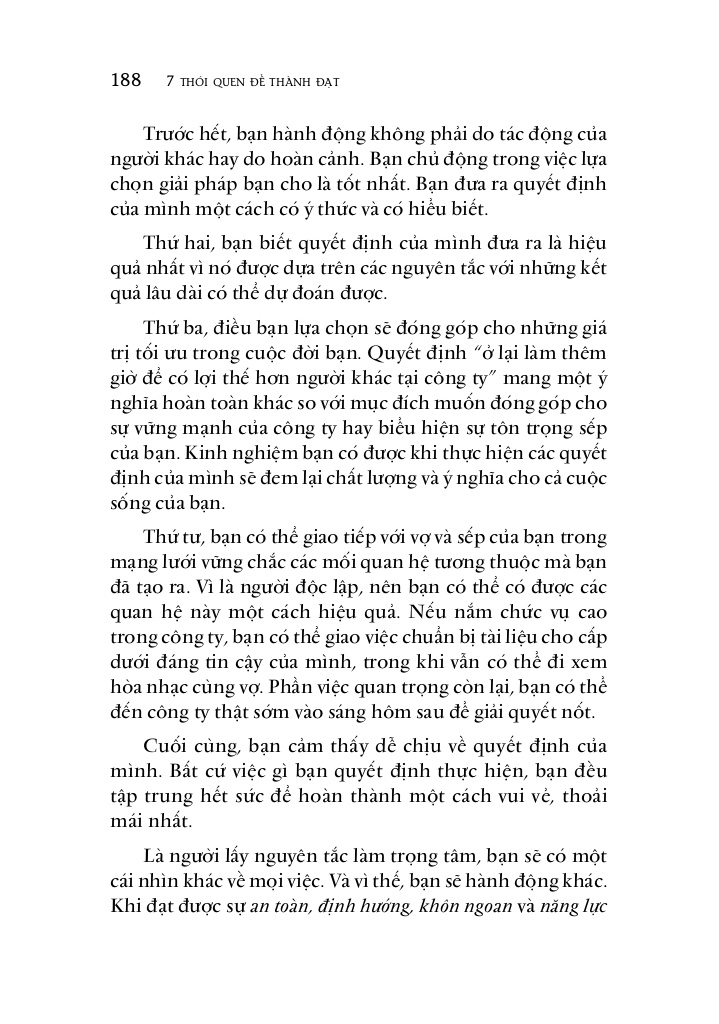 188 7 THÓI QUEN ĐỂ THÀNH ĐẠT
Trước hết, bạn hành động không phải do tác động của
người khác hay do hoàn cảnh. Bạn chủ động trong việc lựa
chọn giải pháp bạn cho là tốt nhất. Bạn đưa ra quyết định
của mình một cách có ý thức và có hiểu biết.
Thứ hai, bạn biết quyết định của mình đưa ra là hiệu
quả nhất vì nó được dựa trên các nguyên tắc với những kết
quả lâu dài có thể dự đoán được.
Thứ ba, điều bạn lựa chọn sẽ đóng góp cho những giá
trị tối ưu trong cuộc đời bạn. Quyết định “ở lại làm thêm
giờ để có lợi thế hơn người khác tại công ty” mang một ý
nghĩa hoàn toàn khác so với mục đích muốn đóng góp cho
sự vững mạnh của công ty hay biểu hiện sự tôn trọng sếp
của bạn. Kinh nghiệm bạn có được khi thực hiện các quyết
định của mình sẽ đem lại chất lượng và ý nghĩa cho cả cuộc
sống của bạn.
Thứ tư, bạn có thể giao tiếp với vợ và sếp của bạn trong
mạng lưới vững chắc các mối quan hệ tương thuộc mà bạn
đã tạo ra. Vì là người độc lập, nên bạn có thể có được các
quan hệ này một cách hiệu quả. Nếu nắm chức vụ cao
trong công ty, bạn có thể giao việc chuẩn bị tài liệu cho cấp
dưới đáng tin cậy của mình, trong khi vẫn có thể đi xem
hòa nhạc cùng vợ. Phần việc quan trọng còn lại, bạn có thể
đến công ty thật sớm vào sáng hôm sau để giải quyết nốt.
Cuối cùng, bạn cảm thấy dễ chịu về quyết định của
mình. Bất cứ việc gì bạn quyết định thực hiện, bạn đều
tập trung hết sức để hoàn thành một cách vui vẻ, thoải
mái nhất.
Là người lấy nguyên tắc làm trọng tâm, bạn sẽ có một
cái nhìn khác về mọi việc. Và vì thế, bạn sẽ hành động khác.
Khi đạt được sự an toàn, định hướng, khôn ngoan và năng lực